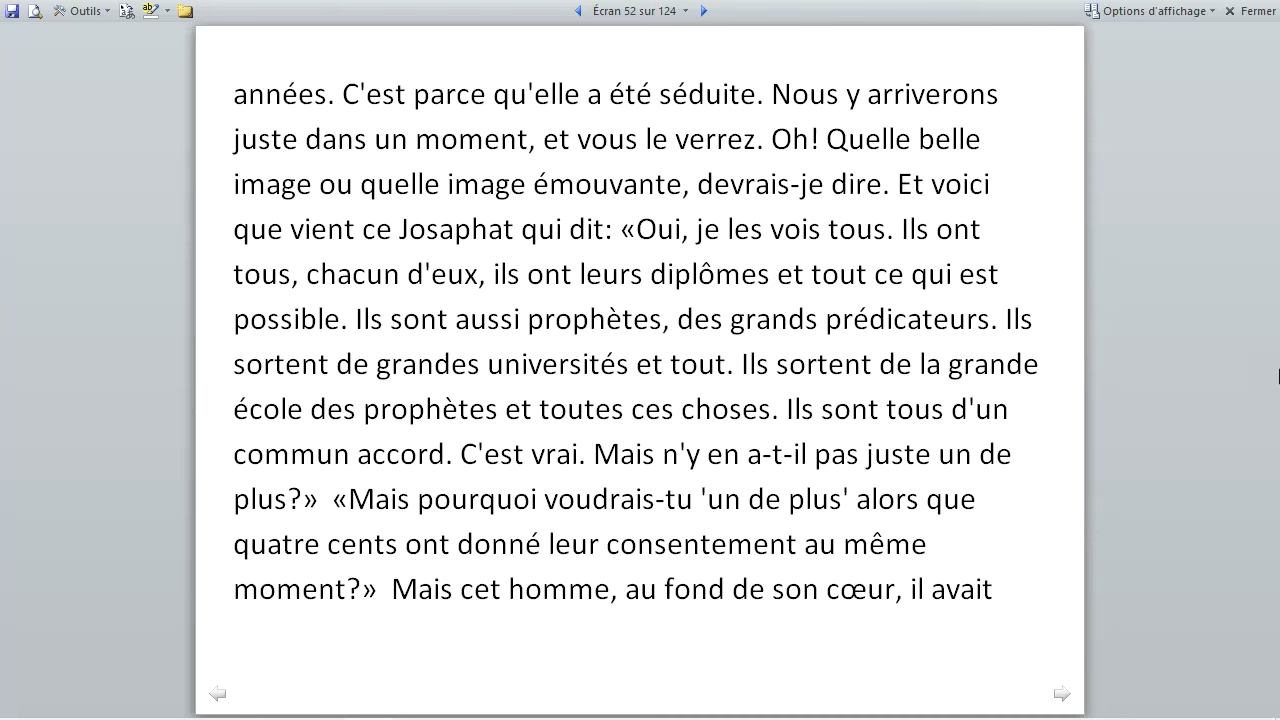 Outils
Écran 52 sur 124
Options d'affichage
Fermer
années. C'est parce qu'elle a été séduite. Nous y arriverons
juste dans un moment, et vous le verrez. Oh! Quelle belle
image ou quelle image émouvante, devrais-je dire. Et voici
que vient ce Josaphat qui dit: «Oui, je les vois tous. Ils ont
tous, chacun d'eux, ils ont leurs diplômes et tout ce qui est
possible. Ils sont aussi prophètes, des grands prédicateurs. Ils
sortent de grandes universités et tout. Ils sortent de la grande
école des prophètes et toutes ces choses. Ils sont tous d'un
commun accord. C'est vrai. Mais n'y en a-t-il pas juste un de
plus?»  «Mais pourquoi voudrais-tu 'un de plus' alors que
quatre cents ont donné leur consentement au même
moment?»  Mais cet homme, au fond de son cœur, il avait